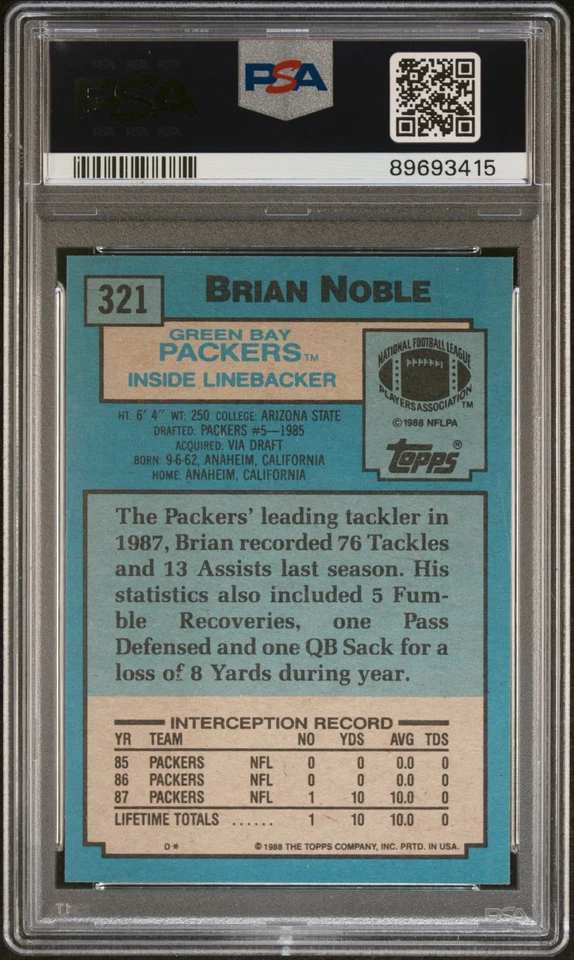 PSA
PSA
89693415
321
BRIAN NOBLE
GREEN BAY
PACKERS™
INSIDE LINEBACKER
NATIONAL FOOTBALL LEAGUE
PLAYERS ASSOCIATION™
©1988 NFLPA
topps®
HT: 6' 4" WT: 250 COLLEGE: ARIZONA STATE
DRAFTED: PACKERS #5—1985
ACQUIRED: VIA DRAFT
BORN: 9-6-62, ANAHEIM, CALIFORNIA
HOME: ANAHEIM, CALIFORNIA
The Packers' leading tackler in
1987, Brian recorded 76 Tackles
and 13 Assists last season. His
statistics also included 5 Fum-
ble Recoveries, one Pass
Defensed and one QB Sack for a
loss of 8 Yards during year.
INTERCEPTION RECORD
YR TEAM NO YDS AVG TDS
85 PACKERS NFL 0 0 0.0 0
86 PACKERS NFL 0 0 0.0 0
87 PACKERS NFL 1 10 10.0 0
LIFETIME TOTALS ...... 1 10 10.0 0
D* ©1988 THE TOPPS COMPANY, INC. PRTD. IN USA.
PSA